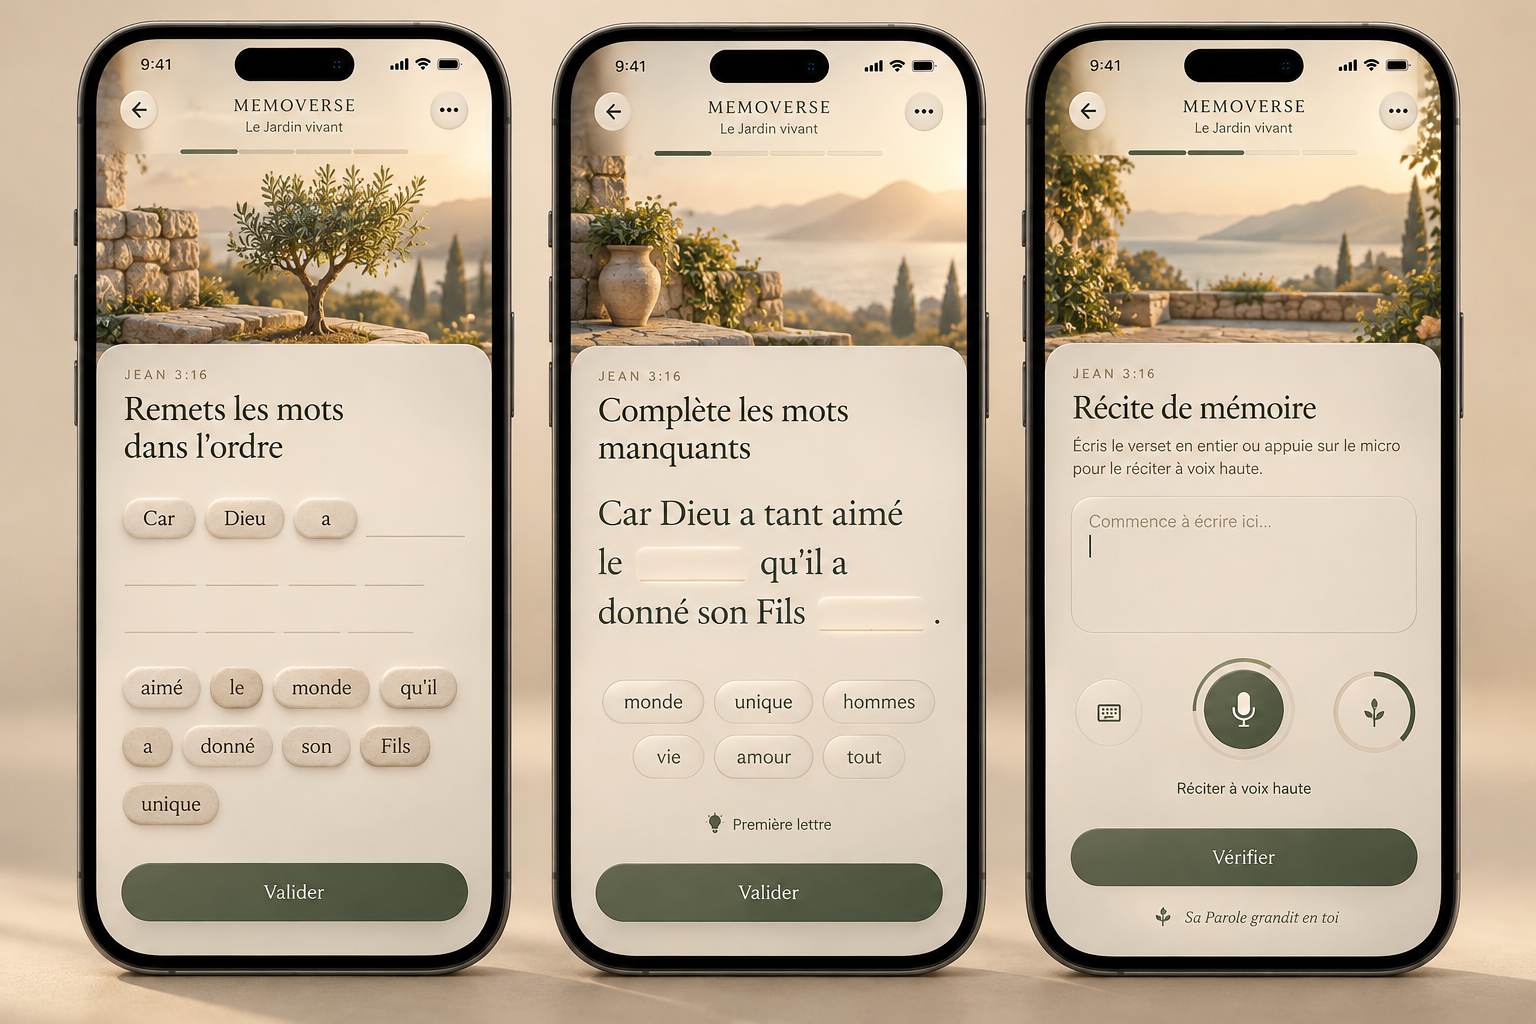 9:41
MEMOVERSE
Le Jardin vivant
JEAN 3:16
Remets les mots
dans l’ordre
Car Dieu a
aimé le monde qu’il
a donné son Fils
unique
Valider
9:41
MEMOVERSE
Le Jardin vivant
JEAN 3:16
Complète les mots
manquants
Car Dieu a tant aimé
le qu’il a
donné son Fils .
monde unique hommes
vie amour tout
Première lettre
Valider
9:41
MEMOVERSE
Le Jardin vivant
JEAN 3:16
Récite de mémoire
Écris le verset en entier ou appuie sur le micro
pour le réciter à voix haute.
Commence à écrire ici...
Réciter à voix haute
Vérifier
Sa Parole grandit en toi